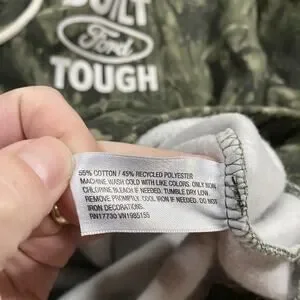 BUILT
Ford
TOUGH
55% COTTON / 45% RECYCLED POLYESTER
MACHINE WASH COLD WITH LIKE COLORS. ONLY NON
CHLORINE BLEACH IF NEEDED. TUMBLE DRY LOW.
REMOVE PROMPTLY. COOL IRON IF NEEDED. DO NOT
IRON DECORATIONS.
RN17730 VN1985155